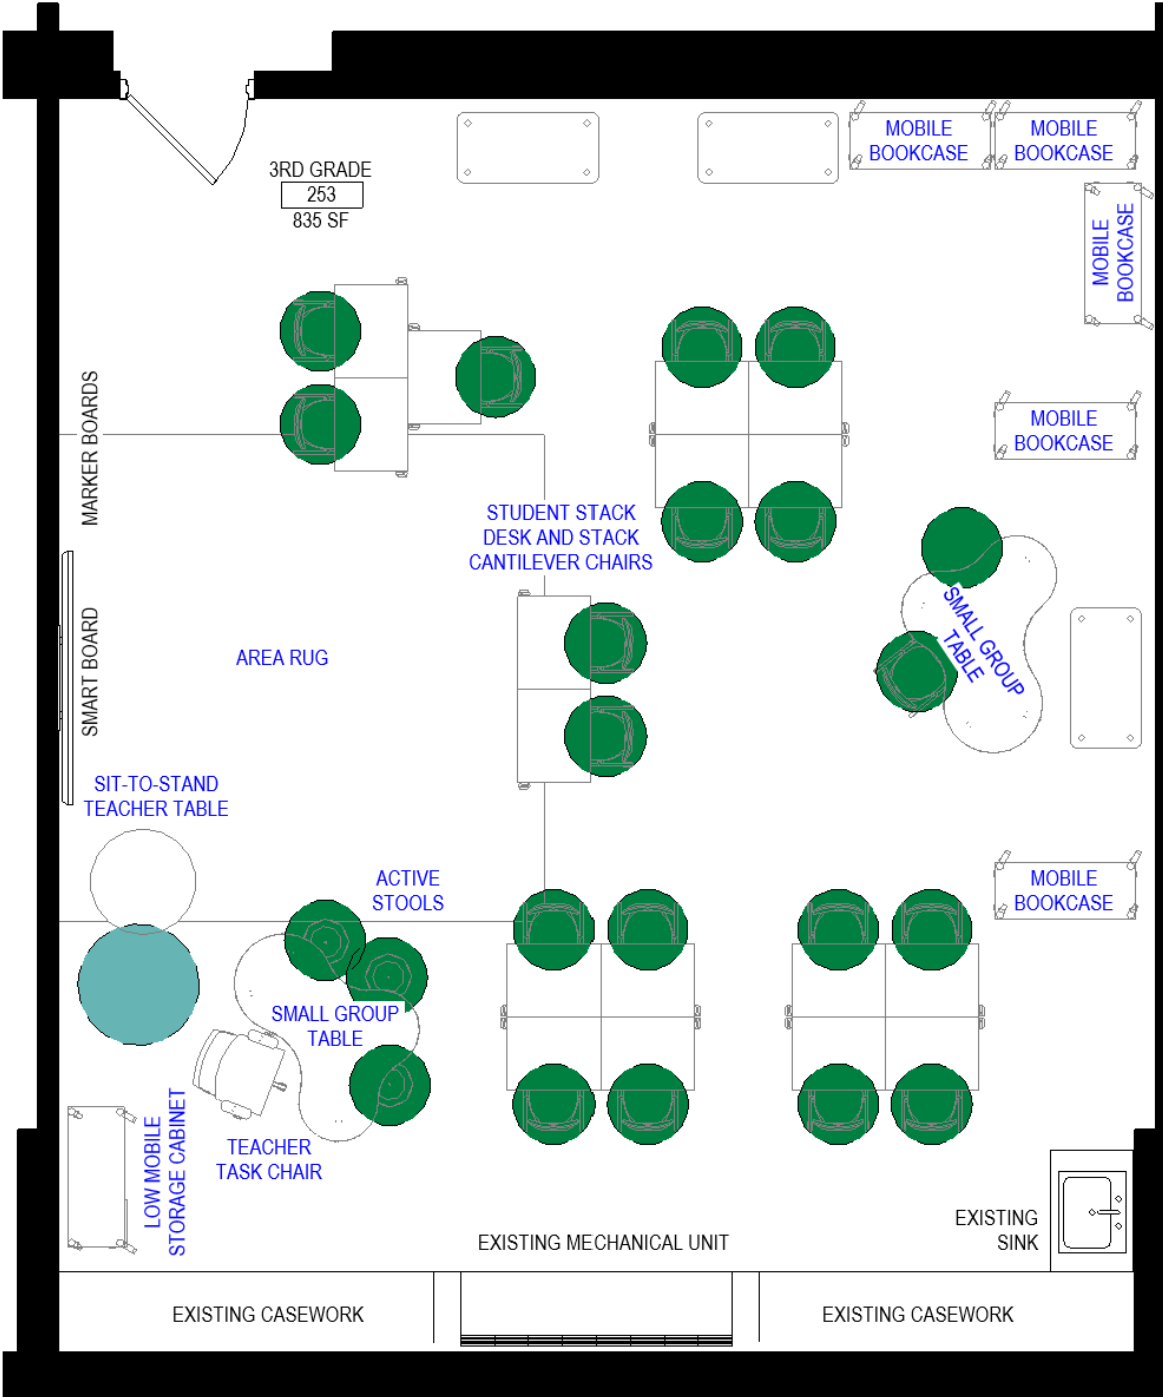 MOBILE
BOOKCASE
MOBILE
BOOKCASE
3RD GRADE
253
835 SF
MOBILE
BOOKCASE
MARKER BOARDS
MOBILE
BOOKCASE
STUDENT STACK
DESK AND STACK
CANTILEVER CHAIRS
SMALL GROUP
TABLE
SMART BOARD
AREA RUG
SIT-TO-STAND
TEACHER TABLE
ACTIVE
STOOLS
MOBILE
BOOKCASE
SMALL GROUP
TABLE
LOW MOBILE
STORAGE CABINET
TEACHER
TASK CHAIR
EXISTING
SINK
EXISTING MECHANICAL UNIT
EXISTING CASEWORK
EXISTING CASEWORK